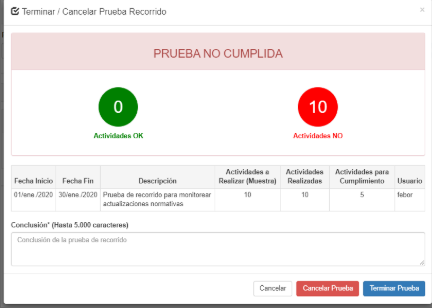 Terminar / Cancelar Prueba Recorrido
×
PRUEBA NO CUMPLIDA
0
10
Actividades OK
Actividades NO
Fecha Inicio Fecha Fin Descripción Actividades a Realizar (Muestra) Actividades Realizadas Actividades para Cumplimiento Usuario
01/ene./2020 30/ene./2020 Prueba de recorrido para monitorear 10 10 5 febor
actualizaciones normativas
Conclusión* (Hasta 5.000 caracteres)
Conclusión de la prueba de recorrido
Cancelar Cancelar Prueba Terminar Prueba